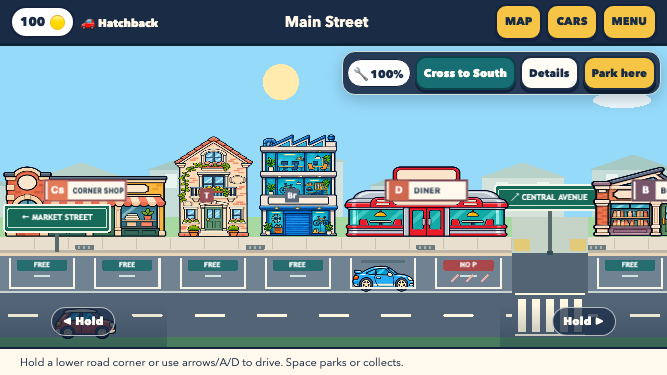 100
Hatchback
Main Street
MAP
CARS
MENU
100%
Cross to South
Details
Park here
Cs CORNER SHOP
T
Br
D DINER
B
← MARKET STREET
↗ CENTRAL AVENUE
FREE
FREE
FREE
FREE
NO P
FREE
◀ Hold
Hold ▶
Hold a lower road corner or use arrows/A/D to drive. Space parks or collects.